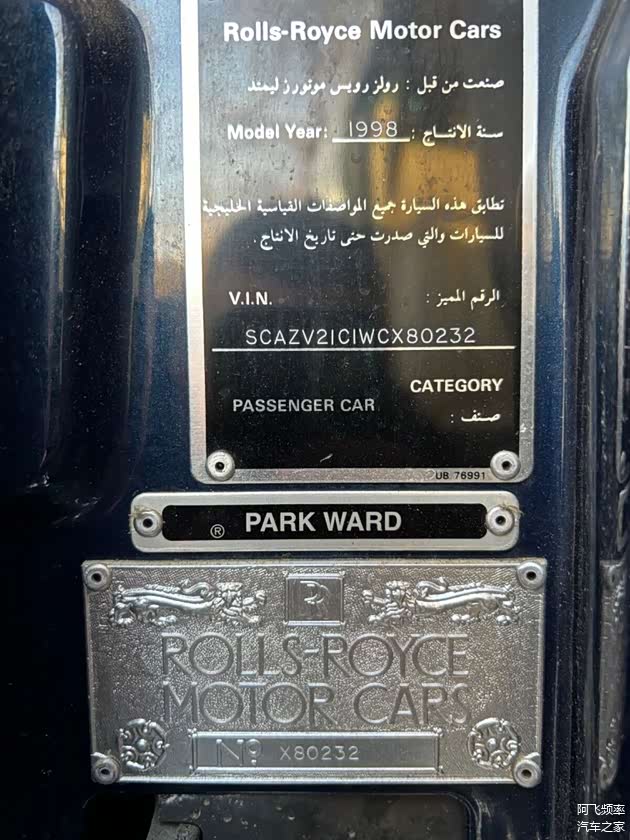 Rolls-Royce Motor Cars
صنعت من قبل : رولز رويس موتورز ليمتد
Model Year: 1998 : سنة الانتاج
تطابق هذه السيارة جميع المواصفات القياسية الخليجية
للسيارات والتي صدرت حتى تاريخ الانتاج .
V.I.N. الرقم المميز :
SCAZV21C1WCX80232
CATEGORY
PASSENGER CAR صنف :
UB 76991
® PARK WARD
RR
ROLLS-ROYCE
MOTOR CARS
Nº X80232
阿飞频率
汽车之家